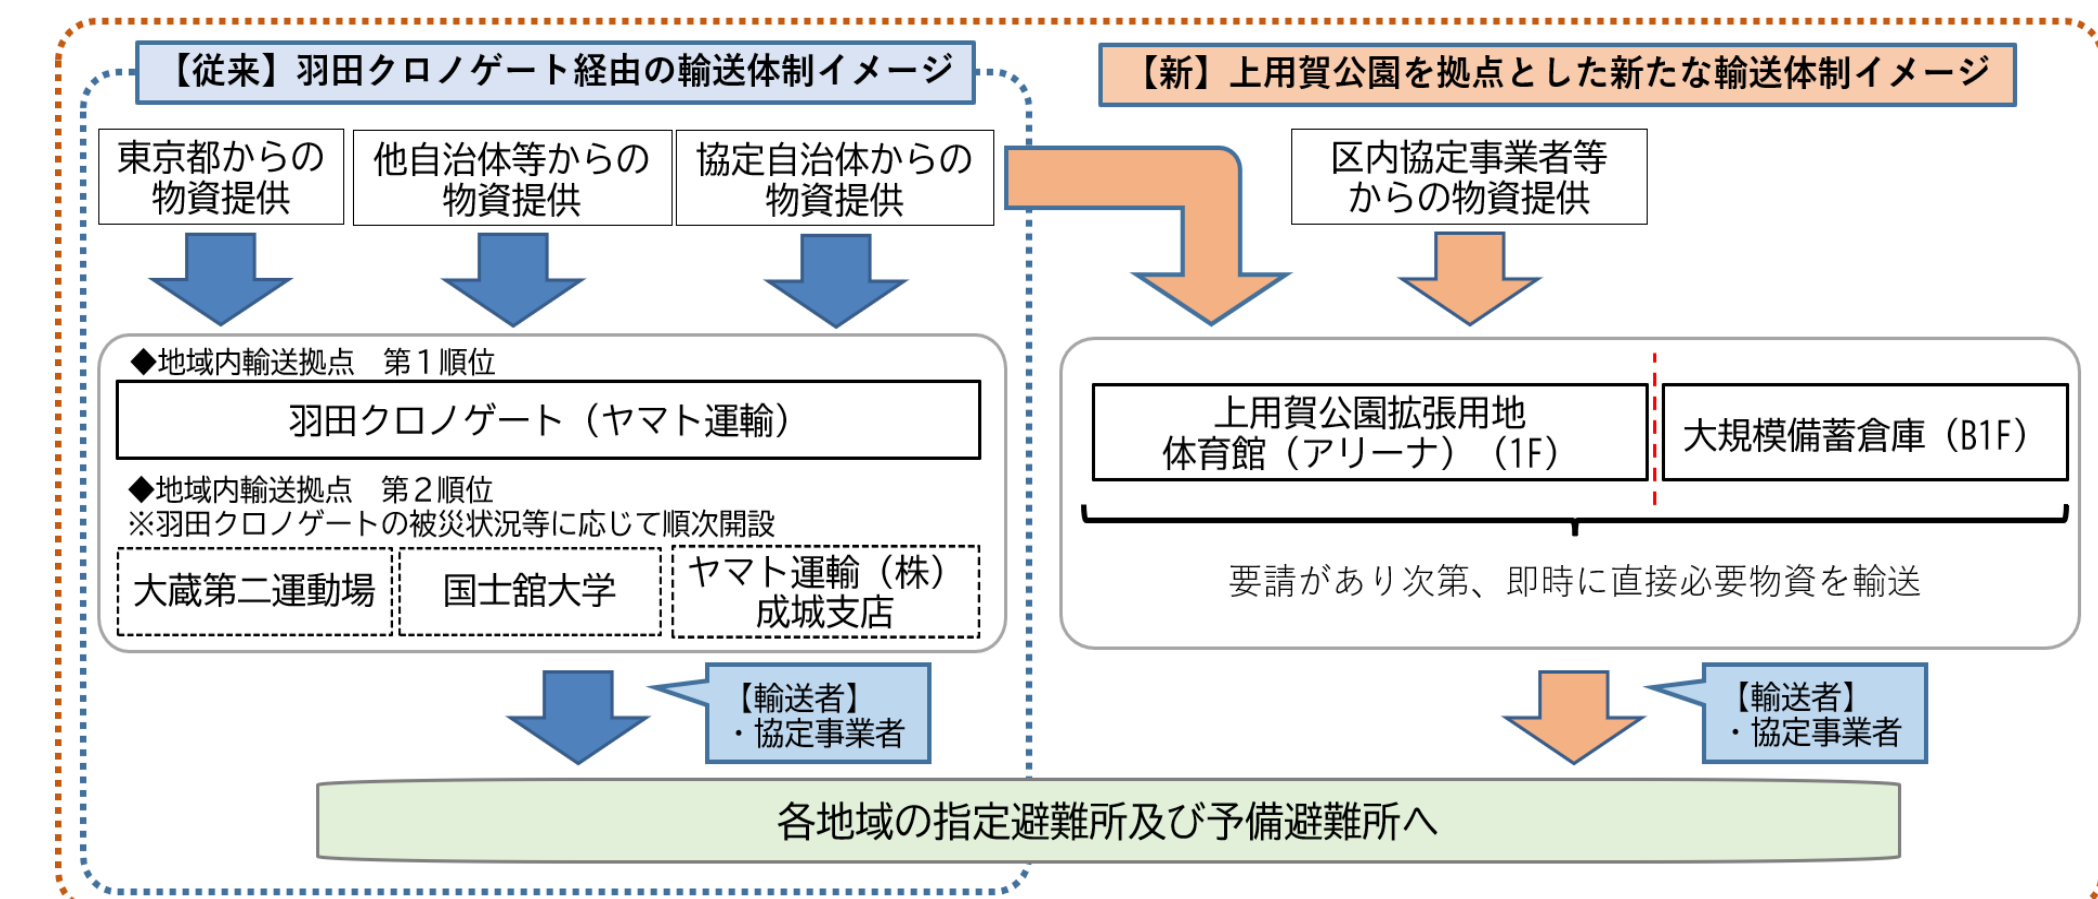 【従来】羽田クロノゲート経由の輸送体制イメージ
東京都からの
物資提供
他自治体等からの
物資提供
協定自治体からの
物資提供
◆地域内輸送拠点　第１順位
羽田クロノゲート（ヤマト運輸）
◆地域内輸送拠点　第２順位
※羽田クロノゲートの被災状況等に応じて順次開設
大蔵第二運動場
国士舘大学
ヤマト運輸（株）
成城支店
【輸送者】
・協定事業者
【新】上用賀公園を拠点とした新たな輸送体制イメージ
区内協定事業者等
からの物資提供
上用賀公園拡張用地
体育館（アリーナ）（1F）
大規模備蓄倉庫（B1F）
要請があり次第、即時に直接必要物資を輸送
【輸送者】
・協定事業者
各地域の指定避難所及び予備避難所へ